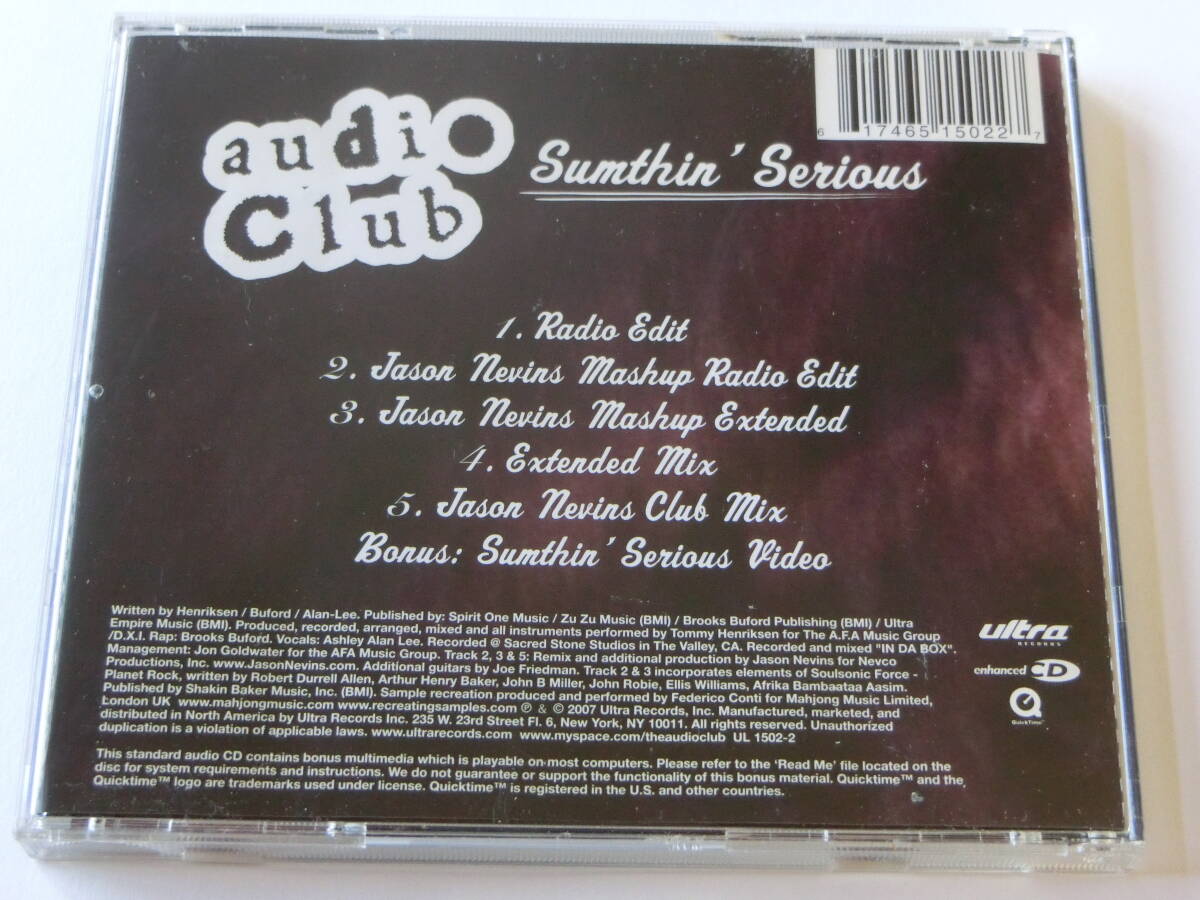 audio
Club
Sumthin' Serious
6 17465 15022 7
1. Radio Edit
2. Jason Nevins Mashup Radio Edit
3. Jason Nevins Mashup Extended
4. Extended Mix
5. Jason Nevins Club Mix
Bonus: Sumthin' Serious Video
Written by Henriksen / Buford / Alan-Lee. Published by: Spirit One Music / Zu Zu Music (BMI) / Brooks Buford Publishing (BMI) / Ultra
Empire Music (BMI). Produced, recorded, arranged, mixed and all instruments performed by Tommy Henriksen for The A.F.A Music Group
/D.X.I. Rap: Brooks Buford. Vocals: Ashley Alan Lee. Recorded @ Sacred Stone Studios in The Valley, CA. Recorded and mixed "IN DA BOX".
Management: Jon Goldwater for the AFA Music Group. Track 2, 3 & 5: Remix and additional production by Jason Nevins for Nevco
Productions, Inc. www.JasonNevins.com. Additional guitars by Joe Friedman. Track 2 & 3 incorporates elements of Soulsonic Force -
Planet Rock, written by Robert Durrell Allen, Arthur Henry Baker, John B Miller, John Robie, Ellis Williams, Afrika Bambaataa Aasim.
Published by Shakin Baker Music, Inc. (BMI). Sample recreation produced and performed by Federico Conti for Mahjong Music Limited,
London UK www.mahjongmusic.com www.recreatingsamples.com ℗ & © 2007 Ultra Records, Inc. Manufactured, marketed, and
distributed in North America by Ultra Records Inc. 235 W. 23rd Street Fl. 6, New York, NY 10011. All rights reserved. Unauthorized
duplication is a violation of applicable laws. www.ultrarecords.com www.myspace.com/theaudioclub UL 1502-2
ultra
RECORDS
enhanced CD
QuickTime™
This standard audio CD contains bonus multimedia which is playable on most computers. Please refer to the 'Read Me' file located on the
disc for system requirements and instructions. We do not guarantee or support the functionality of this bonus material. Quicktime™ and the
Quicktime™ logo are trademarks used under license. Quicktime™ is registered in the U.S. and other countries.